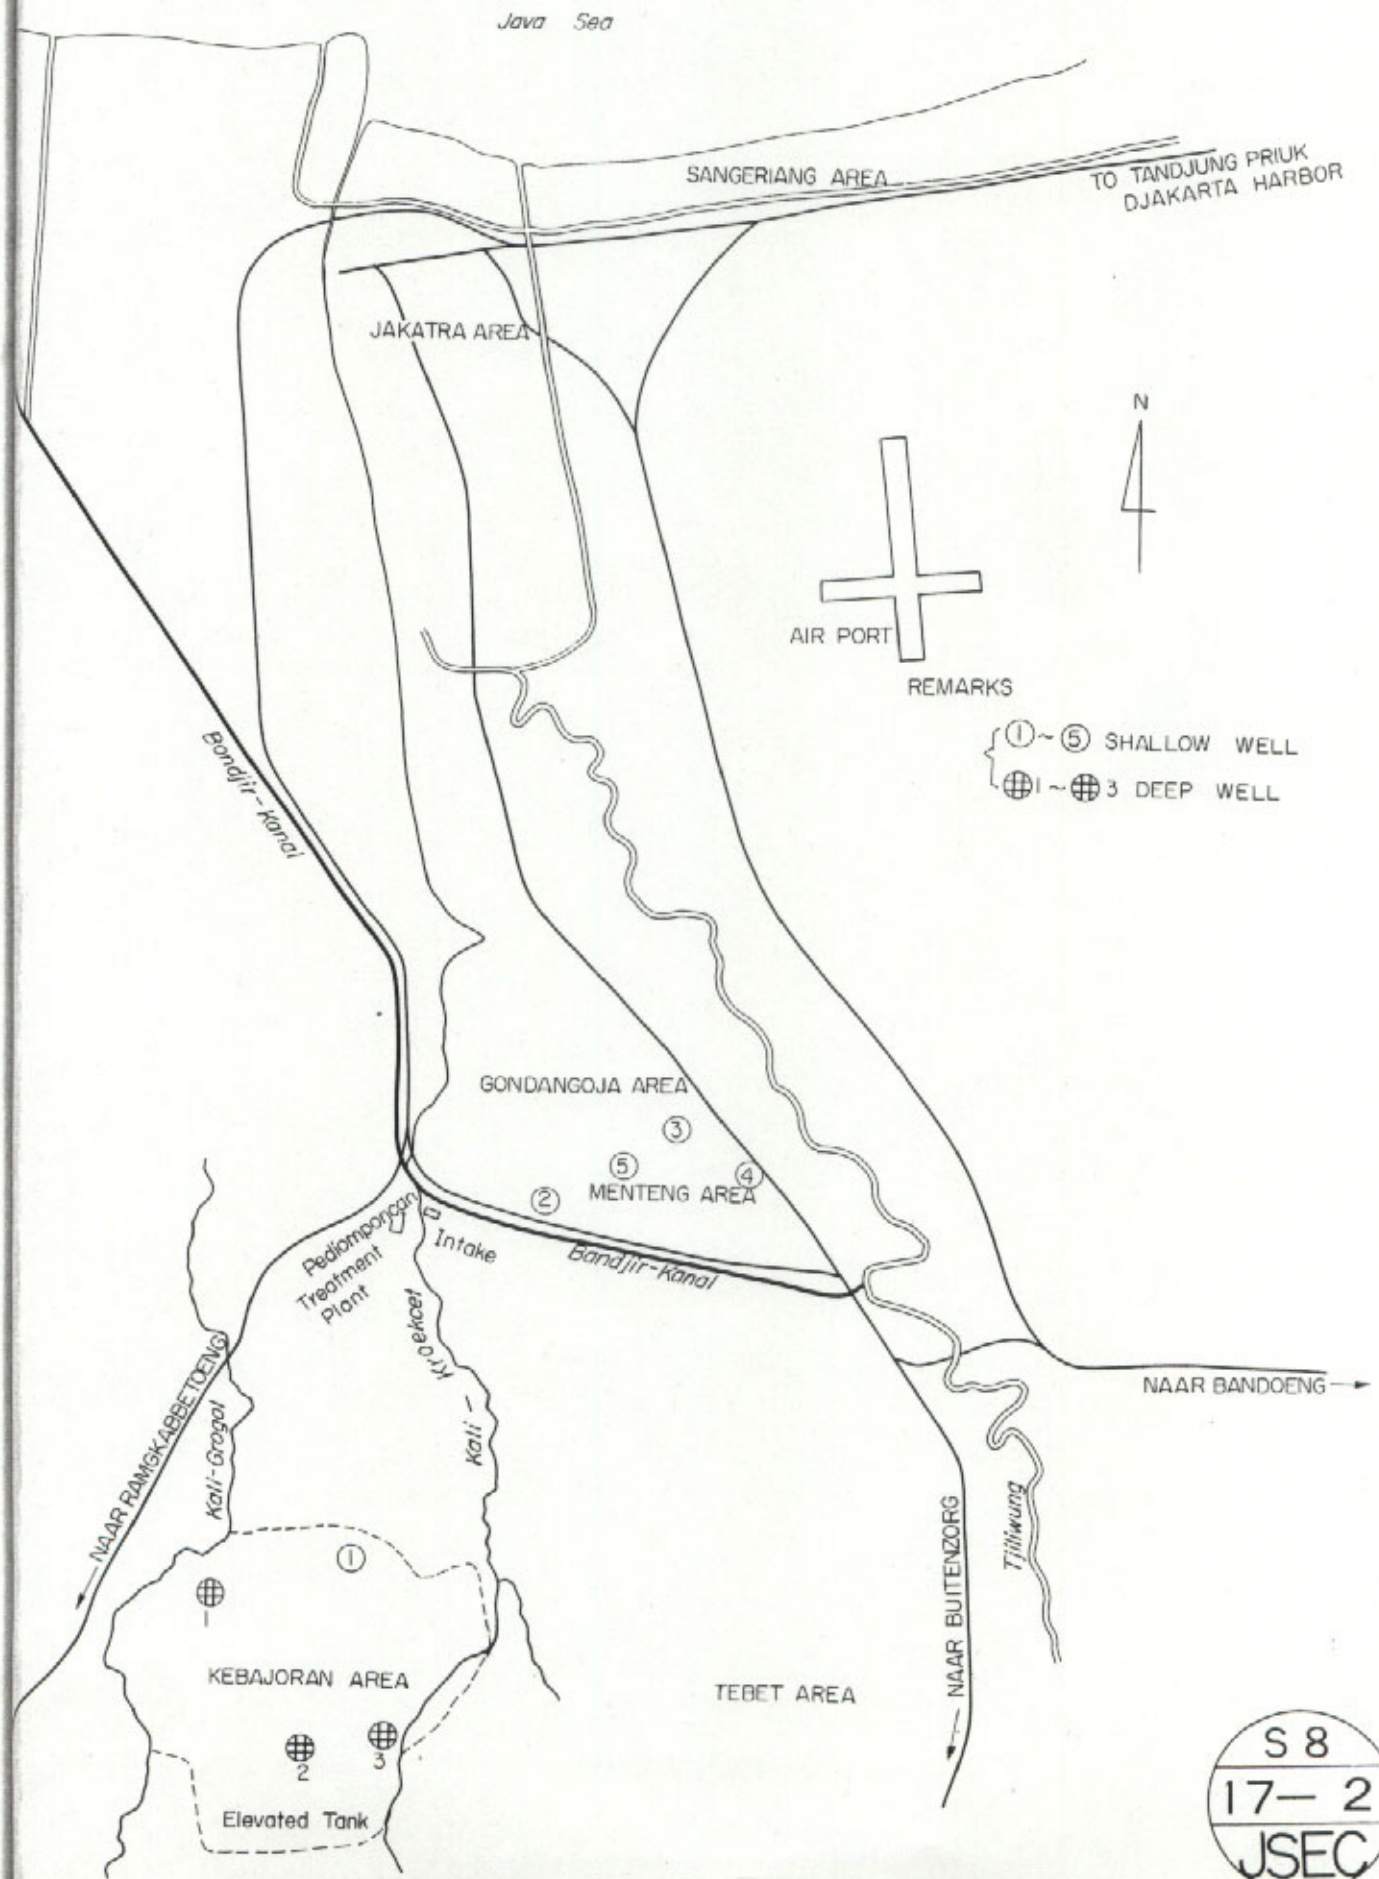 Java Sea
SANGERIANG AREA
TO TANDJUNG PRIUK
DJAKARTA HARBOR
JAKATRA AREA
N
AIR PORT
REMARKS
①~⑤ SHALLOW WELL
1~3 DEEP WELL
Bondjir-Kanal
GONDANGOJA AREA
③
⑤
④
MENTENG AREA
②
Pediomponcan
Treatment
Plant
Intake
Bandjir-Kanal
Kali-Kroekcet
NAAR RAMGKABBETOENG
Kali-Grogol
NAAR BANDOENG
NAAR BUITENZORG
Tjiliwung
①
1
KEBAJORAN AREA
TEBET AREA
2
3
Elevated Tank
S 8
17-2
JSEC